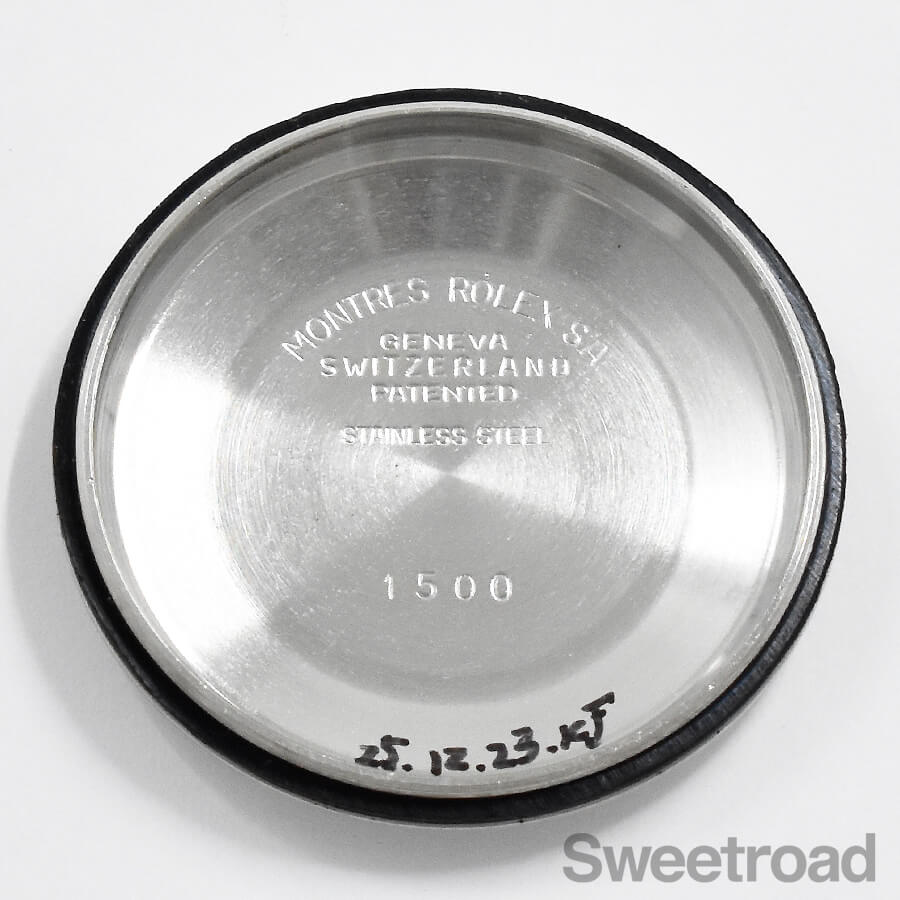 MONTRES ROLEX S.A
GENEVA
SWITZERLAND
PATENTED
STAINLESS STEEL
1500
25.12.23.KJ
Sweetroad